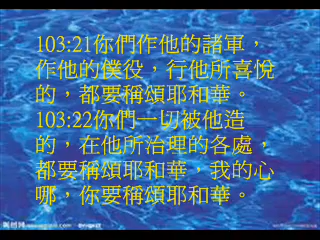 103:21你們作他的諸軍，
作他的僕役，行他所喜悅
的，都要稱頌耶和華。
103:22你們一切被他造
的，在他所治理的各處，
都要稱頌耶和華，我的心
哪，你要稱頌耶和華。